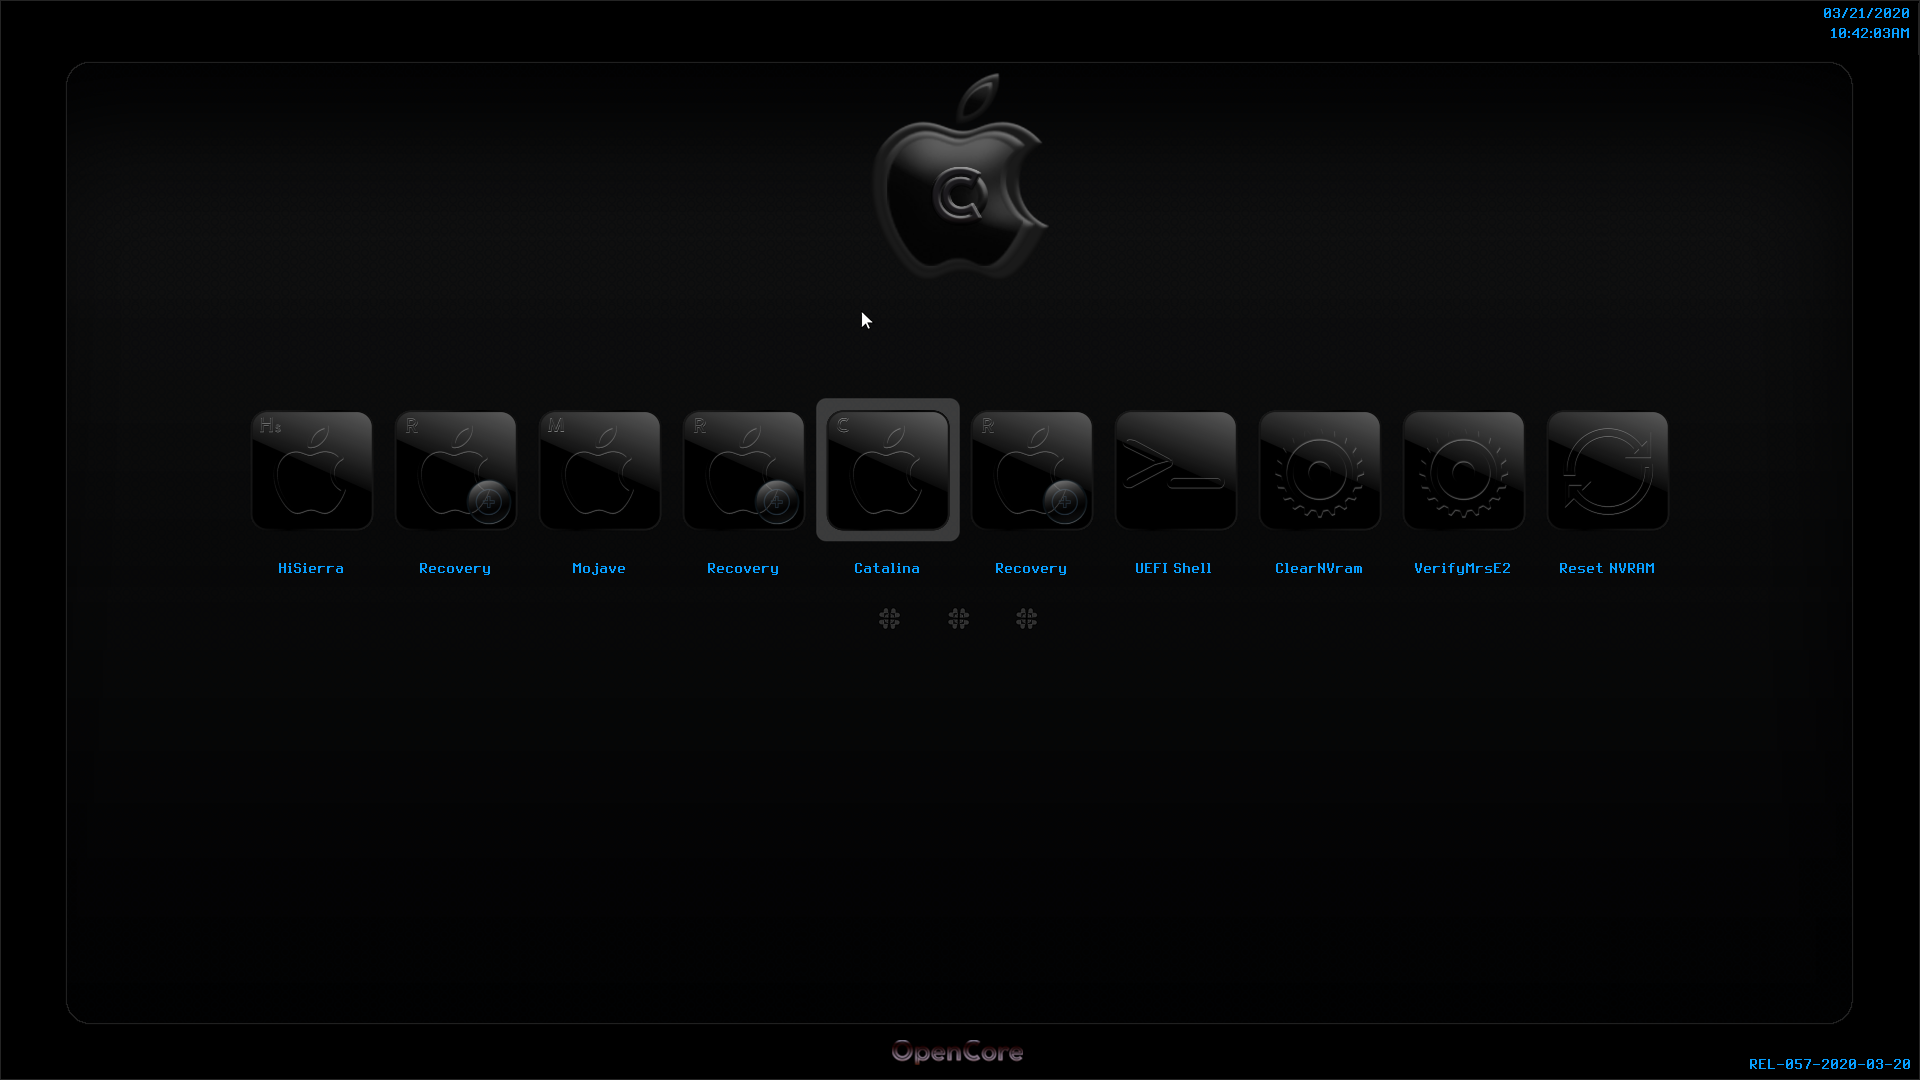 03/21/2020
10:42:03AM
Hs R M R C R
HiSierra Recovery Mojave Recovery Catalina Recovery UEFI Shell ClearNVram VerifyMrsE2 Reset NVRAM
OpenCore
REL-057-2020-03-20